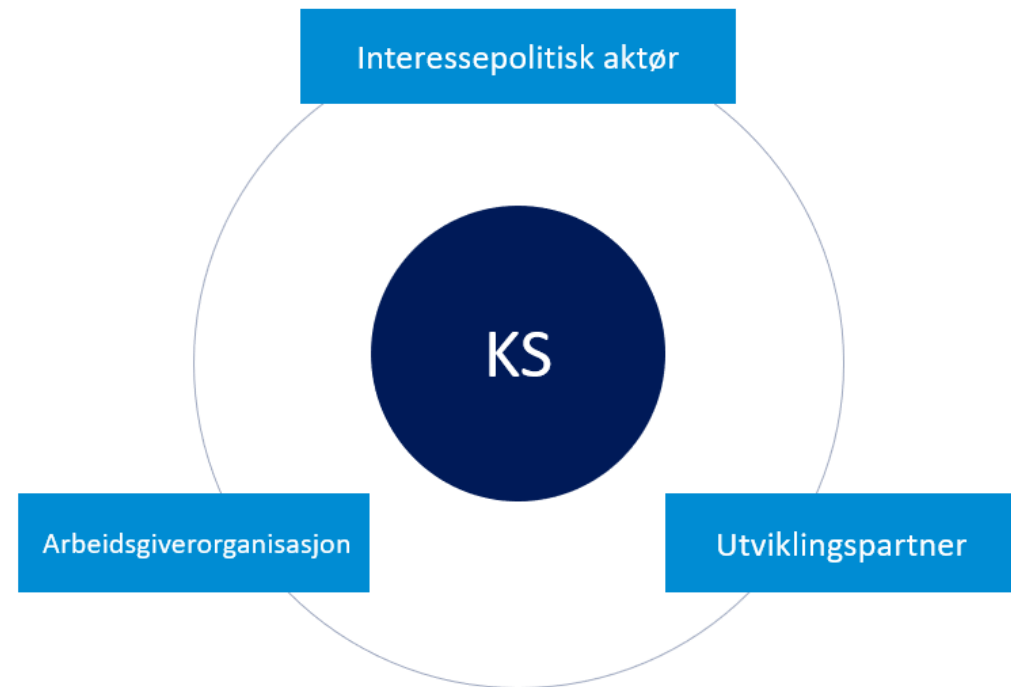 Interessepolitisk aktør
KS
Arbeidsgiverorganisasjon
Utviklingspartner